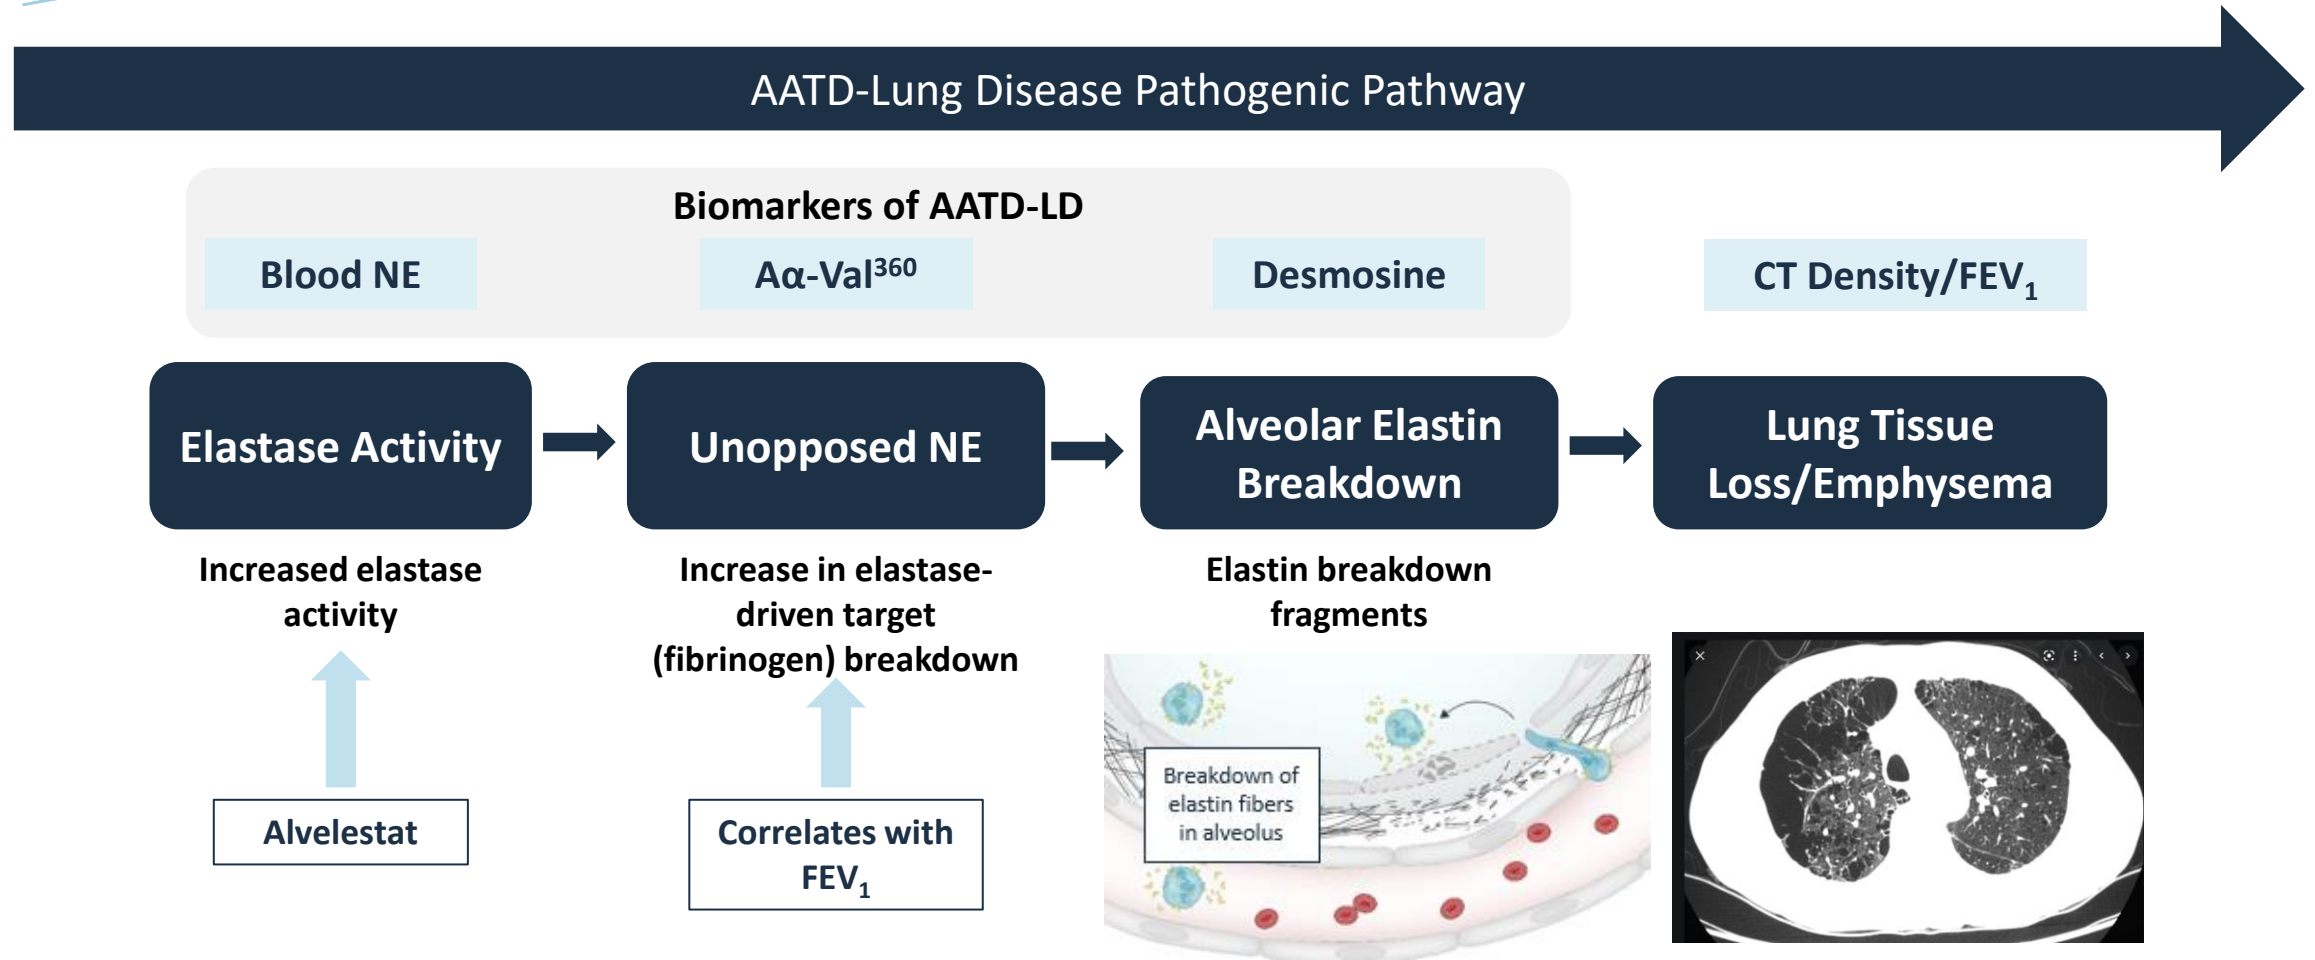 AATD-Lung Disease Pathogenic Pathway
Biomarkers of AATD-LD
Blood NE
Aα-Val³⁶⁰
Desmosine
CT Density/FEV₁
Elastase Activity
Unopposed NE
Alveolar Elastin
Breakdown
Lung Tissue
Loss/Emphysema
Increased elastase
activity
Increase in elastase-
driven target
(fibrinogen) breakdown
Elastin breakdown
fragments
Alvelestat
Correlates with
FEV₁
Breakdown of
elastin fibers
in alveolus